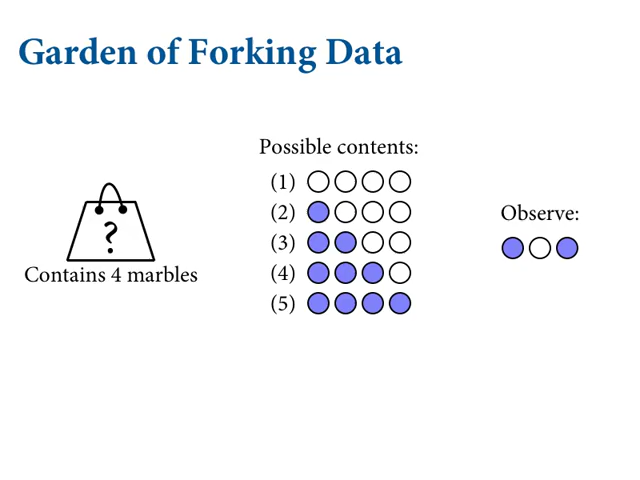 Garden of Forking Data
Possible contents:
(1)
(2)
(3)
(4)
(5)
Observe:
?
Contains 4 marbles